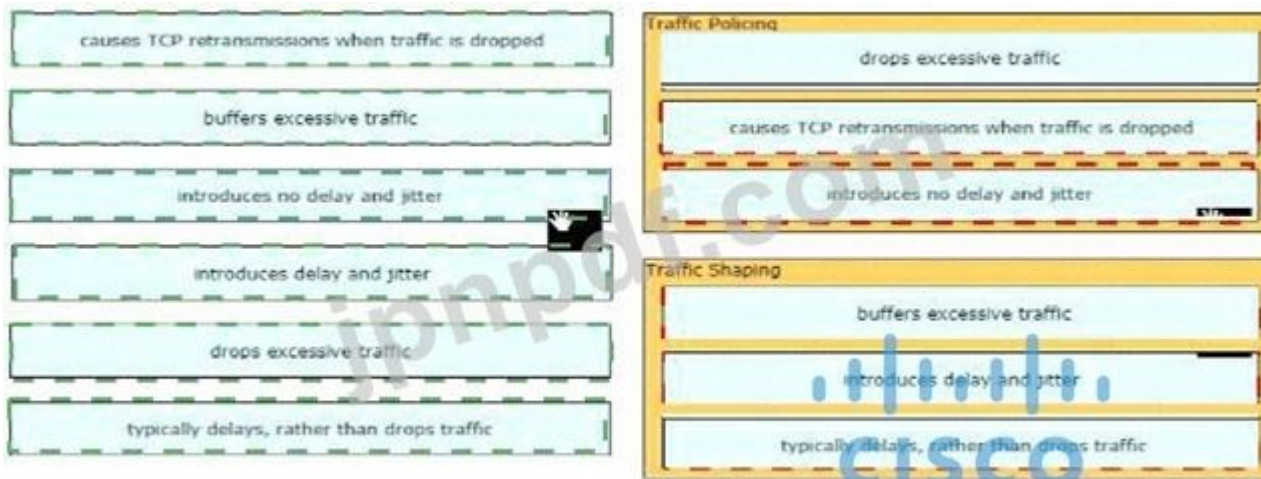 causes TCP retransmissions when traffic is dropped
buffers excessive traffic
introduces no delay and jitter
introduces delay and jitter
drops excessive traffic
typically delays, rather than drops traffic
Traffic Policing
drops excessive traffic
causes TCP retransmissions when traffic is dropped
introduces no delay and jitter
Traffic Shaping
buffers excessive traffic
introduces delay and jitter
typically delays, rather than drops traffic
jpnpdf.com
CISCO